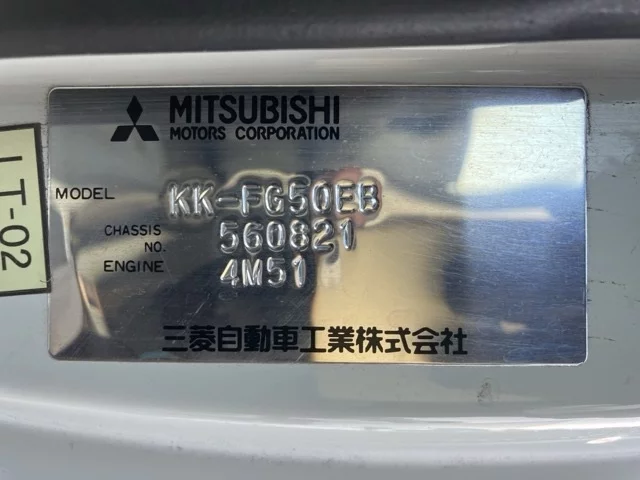 MITSUBISHI
MOTORS CORPORATION
MODEL KK-FG50EB
CHASSIS NO. 560821
ENGINE 4M51
三菱自動車工業株式会社
LT-02